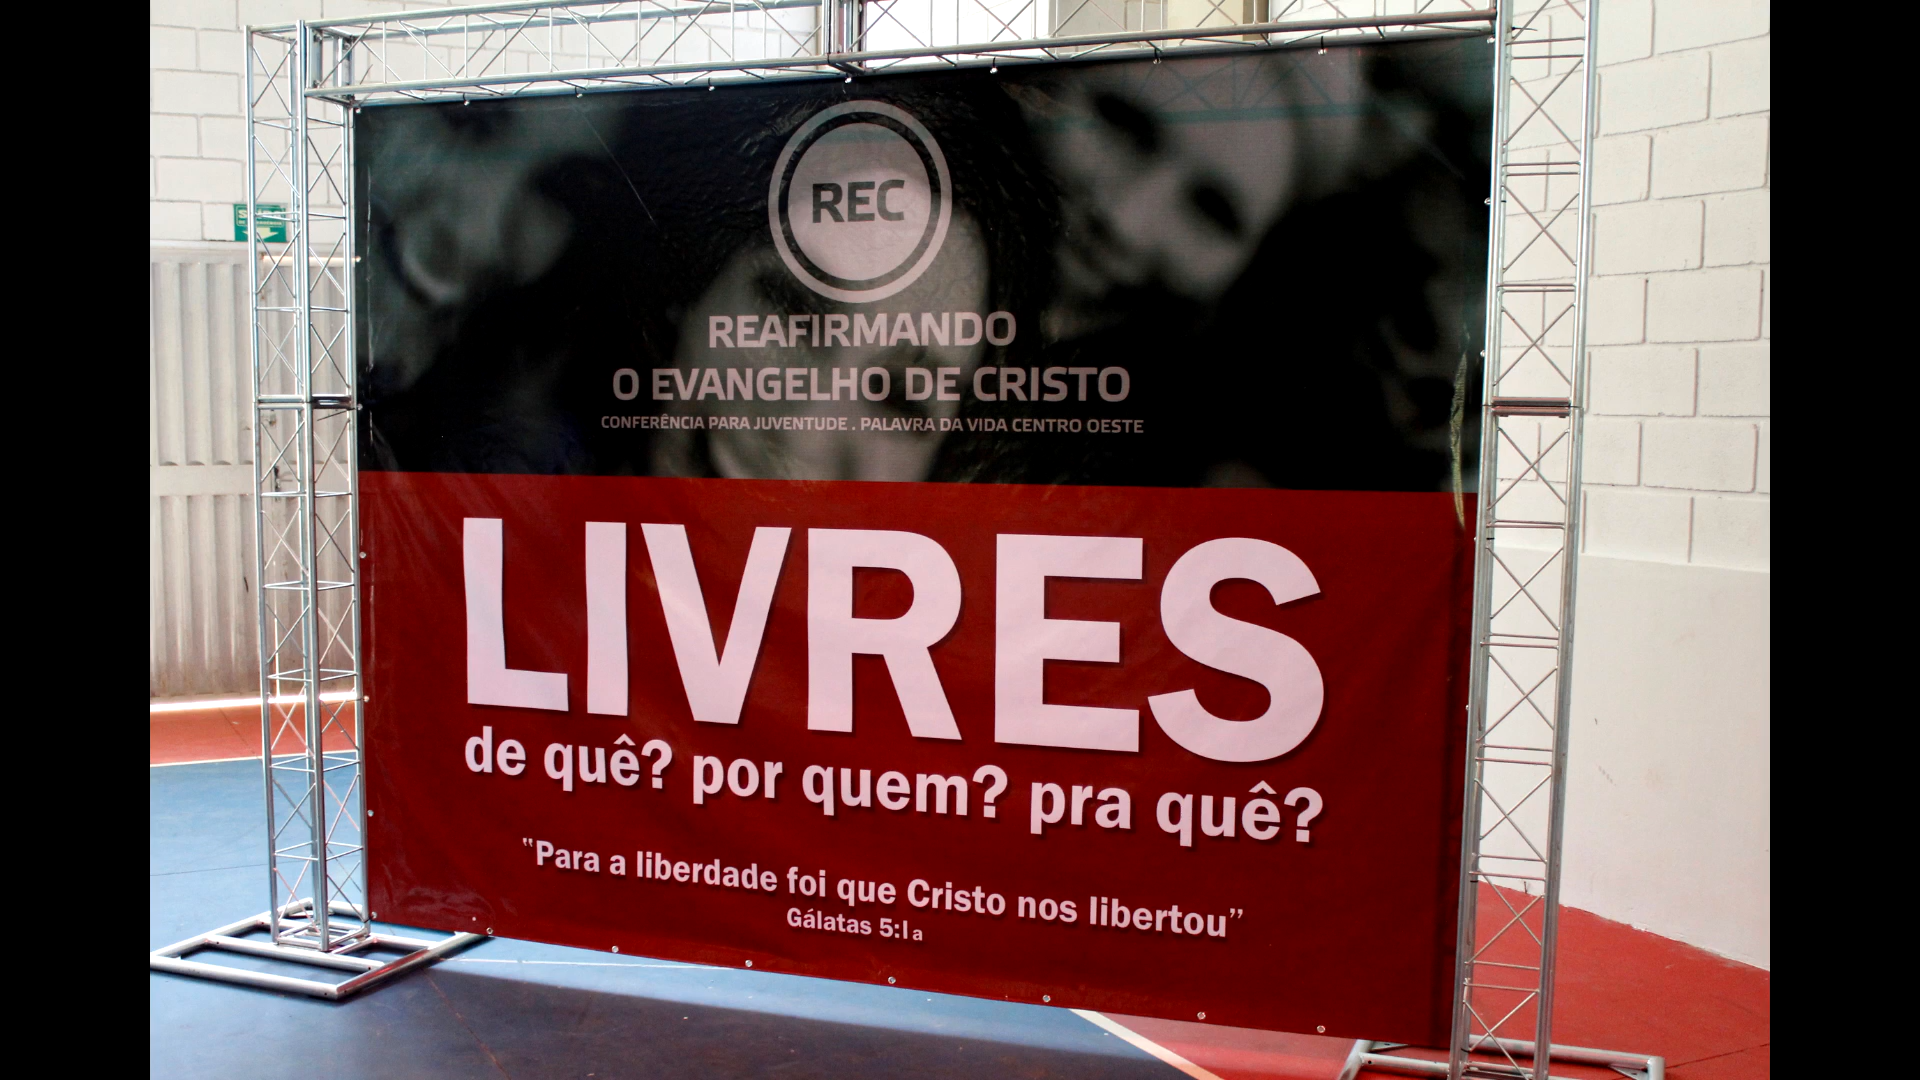 REC
REAFIRMANDO
O EVANGELHO DE CRISTO
CONFERÊNCIA PARA JUVENTUDE . PALAVRA DA VIDA CENTRO OESTE
LIVRES
de quê? por quem? pra quê?
"Para a liberdade foi que Cristo nos libertou"
Gálatas 5:1a